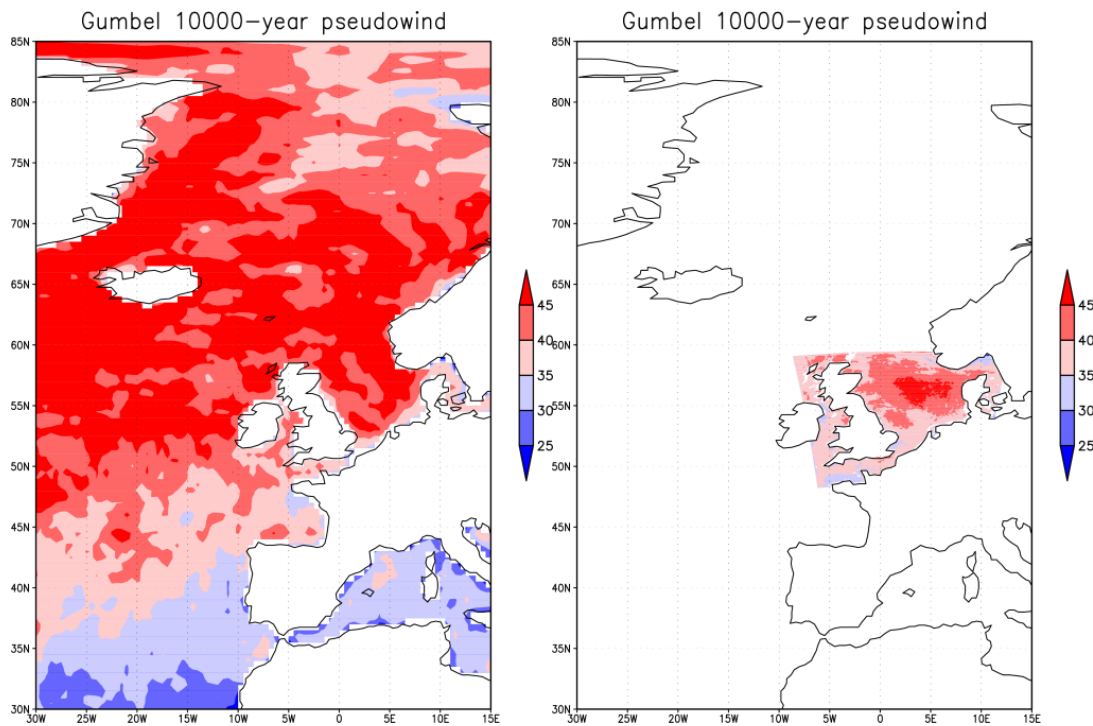 Gumbel 10000-year pseudowind
85N
80N
75N
70N
65N
60N
55N
50N
45N
40N
35N
30N
30W 25W 20W 15W 10W 5W 0 5E 10E 15E
45
40
35
30
25
Gumbel 10000-year pseudowind
85N
80N
75N
70N
65N
60N
55N
50N
45N
40N
35N
30N
30W 25W 20W 15W 10W 5W 0 5E 10E 15E
45
40
35
30
25